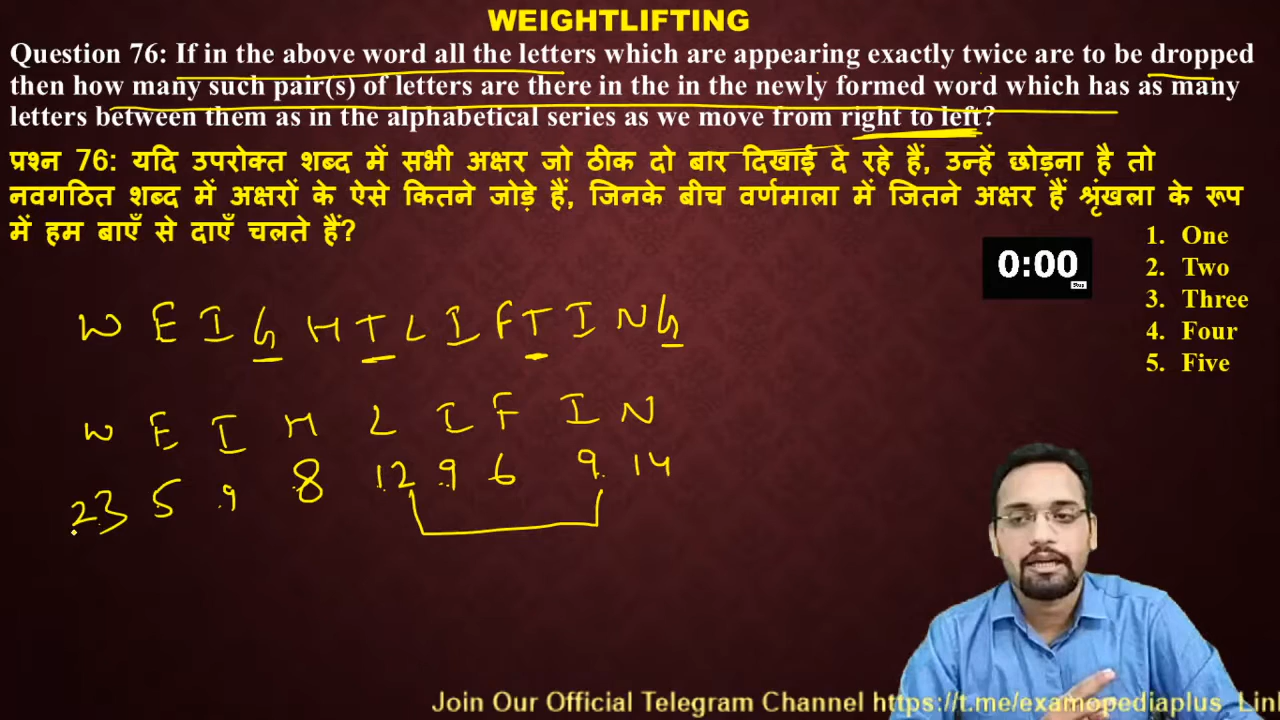 WEIGHTLIFTING
Question 76: If in the above word all the letters which are appearing exactly twice are to be dropped
then how many such pair(s) of letters are there in the in the newly formed word which has as many
letters between them as in the alphabetical series as we move from right to left?
प्रश्न 76: यदि उपरोक्त शब्द में सभी अक्षर जो ठीक दो बार दिखाई दे रहे हैं, उन्हें छोड़ना है तो
नवगठित शब्द में अक्षरों के ऐसे कितने जोड़े हैं, जिनके बीच वर्णमाला में जितने अक्षर हैं श्रृंखला के रूप
में हम बाएँ से दाएँ चलते हैं?
1. One
2. Two
3. Three
4. Four
5. Five
0:00
Stop
W E I G H T L I F T I N G
W E I H L I F I N
23 5 9 8 12 9 6 9 14
Join Our Official Telegram Channel https://t.me/examopediaplus Lin